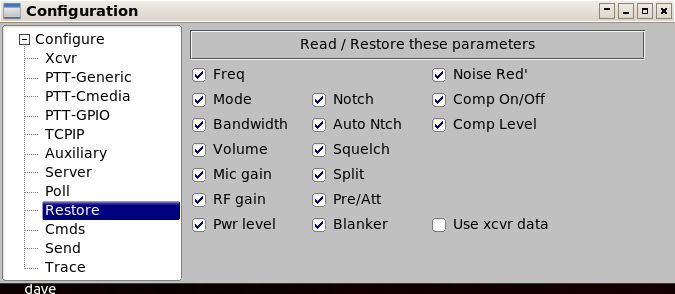 Configuration
Configure
Xcvr
PTT-Generic
PTT-Cmedia
PTT-GPIO
TCPIP
Auxiliary
Server
Poll
Restore
Cmds
Send
Trace
Read / Restore these parameters
Freq Noise Red'
Mode Notch Comp On/Off
Bandwidth Auto Ntch Comp Level
Volume Squelch
Mic gain Split
RF gain Pre/Att
Pwr level Blanker Use xcvr data
dave